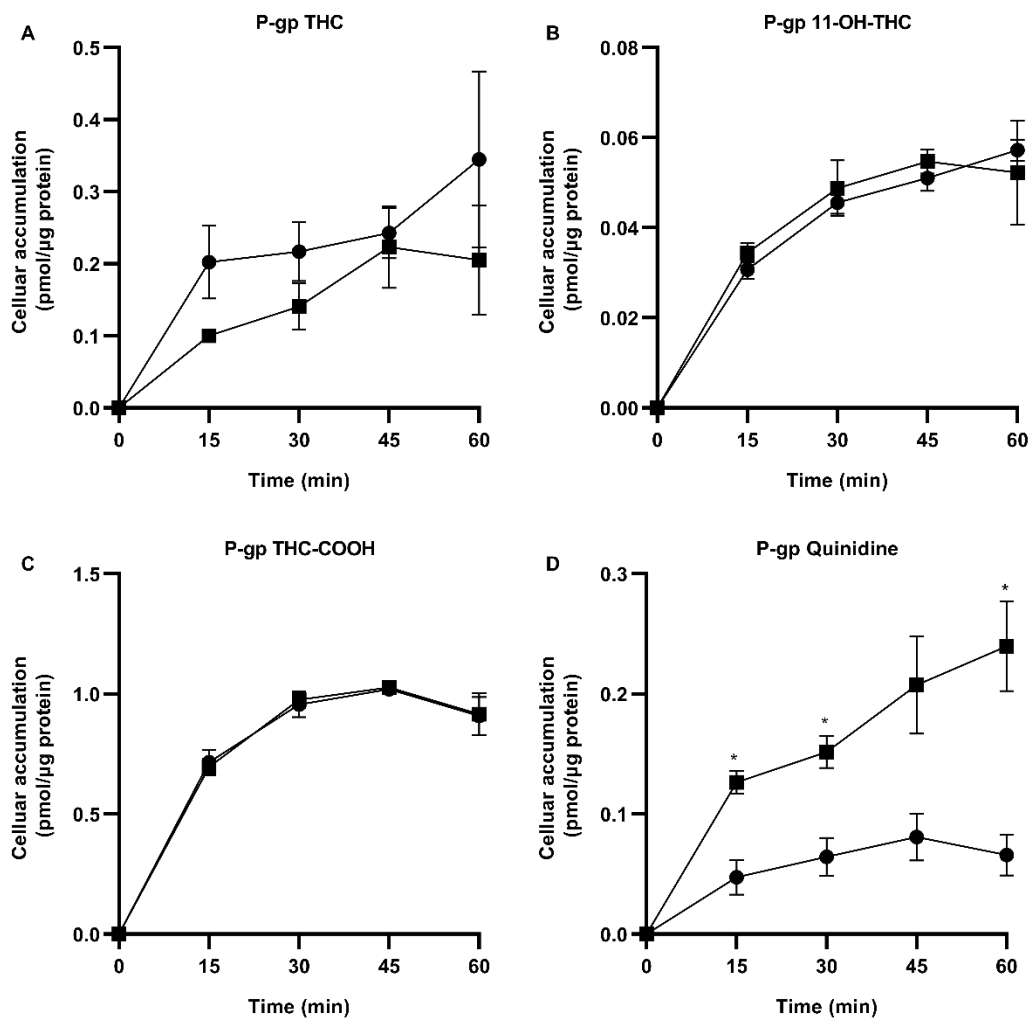 A
P-gp THC
Celluar accumulation
(pmol/µg protein)
0.5
0.4
0.3
0.2
0.1
0.0
0 15 30 45 60
Time (min)
B
P-gp 11-OH-THC
Celluar accumulation
(pmol/µg protein)
0.08
0.06
0.04
0.02
0.00
0 15 30 45 60
Time (min)
C
P-gp THC-COOH
Celluar accumulation
(pmol/µg protein)
1.5
1.0
0.5
0.0
0 15 30 45 60
Time (min)
D
P-gp Quinidine
Celluar accumulation
(pmol/µg protein)
0.3
0.2
0.1
0.0
* * *
0 15 30 45 60
Time (min)